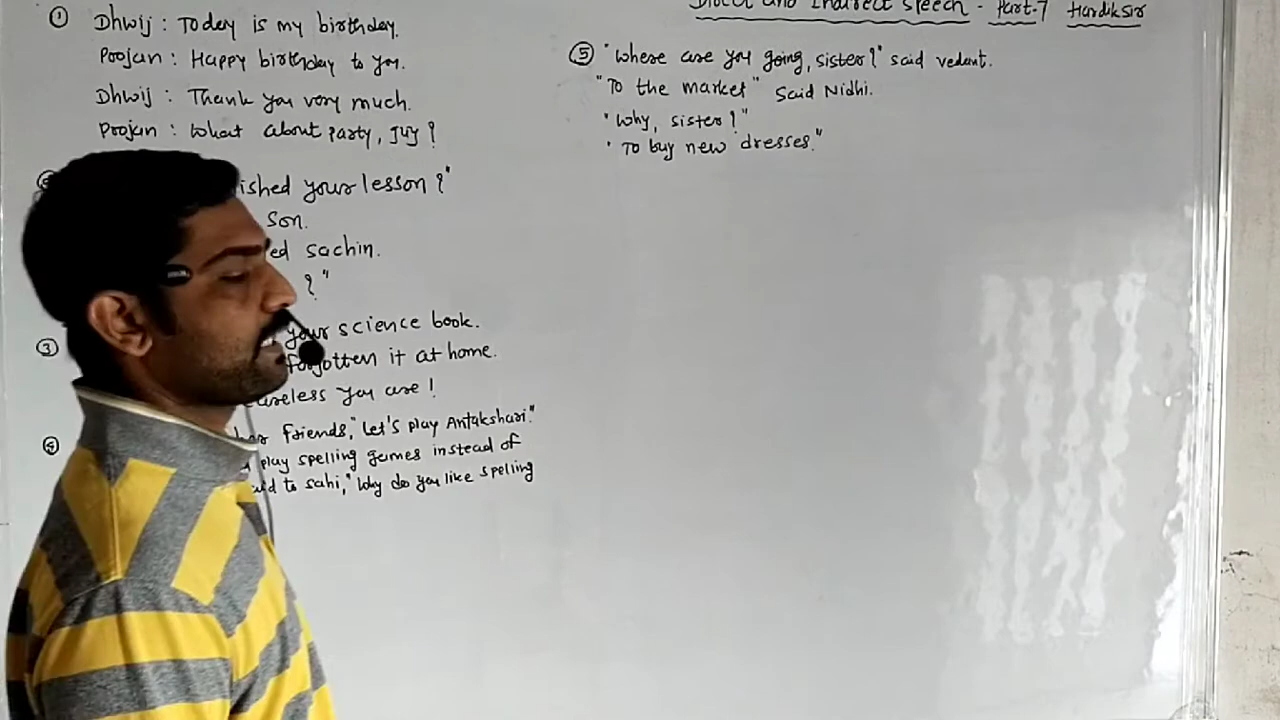 Direct and Indirect Speech - Part-7 Hardik Sir
① Dhwij : Today is my birthday.
Poojan : Happy birthday to you.
Dhwij : Thank you very much.
Poojan : What about party, guy ?
ished your lesson ?"
son.
ed sachin.
?"
③ your science book.
forgotten it at home.
careless you are !
④ her friends, "Let's play Antakshari."
play spelling games instead of
said to sahi, "Why do you like spelling
⑤ "Where are you going, sister ?" said vedant.
"To the market" said Nidhi.
"Why, sister ?"
"To buy new dresses."